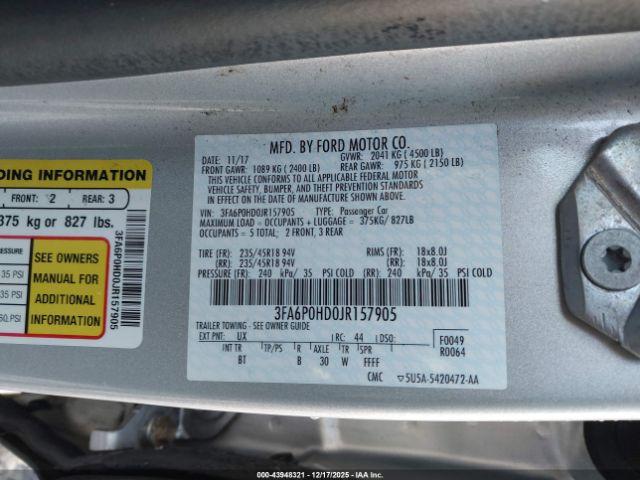 DING INFORMATION
FRONT: 2 REAR: 3
375 kg or 827 lbs.
PRESSURE
35 PSI
35 PSI
60 PSI
SEE OWNERS
MANUAL FOR
ADDITIONAL
INFORMATION
3FA6P0HD0JR157905
MFD. BY FORD MOTOR CO.
DATE: 11/17 GVWR: 2041 KG ( 4500 LB)
FRONT GAWR: 1089 KG ( 2400 LB) REAR GAWR: 975 KG ( 2150 LB)
THIS VEHICLE CONFORMS TO ALL APPLICABLE FEDERAL MOTOR
VEHICLE SAFETY, BUMPER, AND THEFT PREVENTION STANDARDS
IN EFFECT ON THE DATE OF MANUFACTURE SHOWN ABOVE.
VIN: 3FA6P0HD0JR157905 TYPE: Passenger Car
MAXIMUM LOAD = OCCUPANTS + LUGGAGE = 375KG/ 827LB
OCCUPANTS = 5 TOTAL; 2 FRONT, 3 REAR
TIRE (FR): 235/45R18 94V RIMS (FR): 18x8.0J
(RR): 235/45R18 94V (RR): 18x8.0J
PRESSURE (FR): 240 kPa/ 35 PSI COLD (RR): 240 kPa/ 35 PSI COLD
3FA6P0HD0JR157905
TRAILER TOWING - SEE OWNER GUIDE
EXT PNT: UX RC: 44 DSO: F0049
INT TR TP/PS R AXLE TR SPR R0064
BT B 30 W FFFF
CMC ▽5U5A-5420472-AA
000-43948321 - 12/17/2025 - IAAI.COM